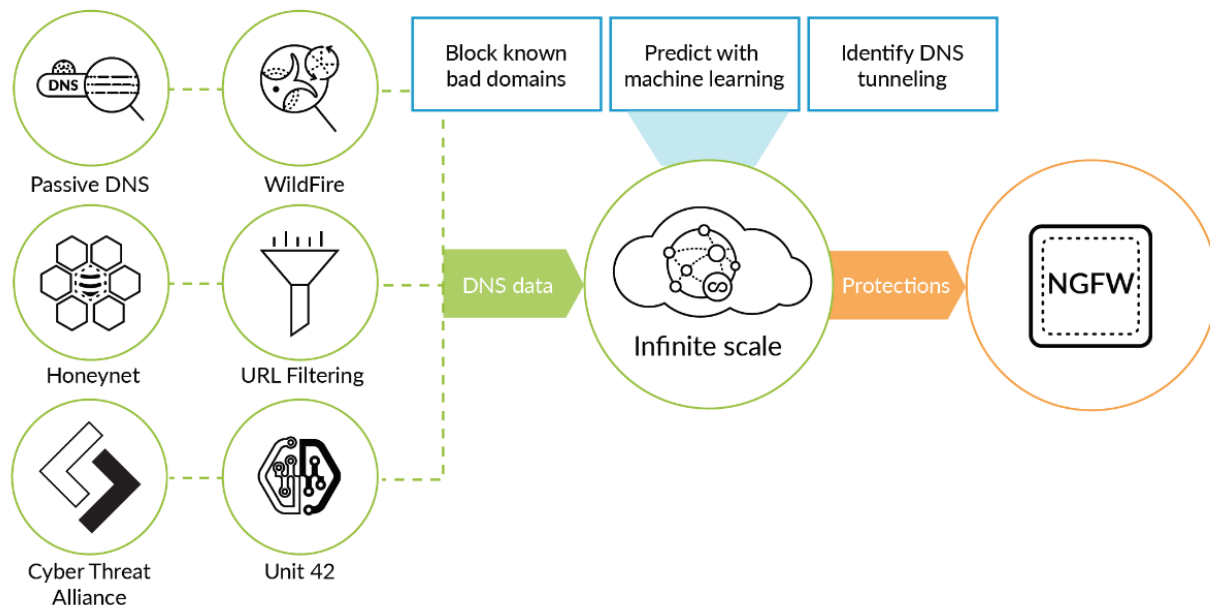 Block known
bad domains
Predict with
machine learning
Identify DNS
tunneling
DNS
Passive DNS
WildFire
Honeynet
URL Filtering
Cyber Threat
Alliance
Unit 42
DNS data
Infinite scale
Protections
NGFW